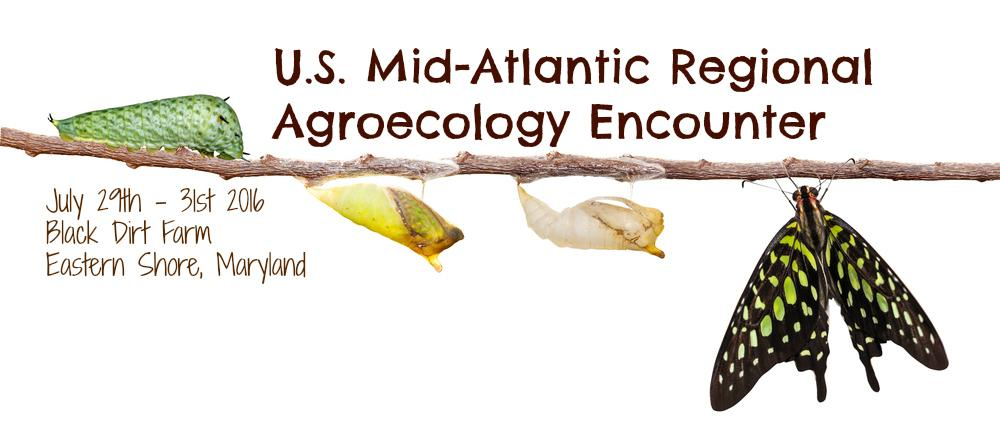 U.S. Mid-Atlantic Regional
Agroecology Encounter
July 29th - 31st 2016
Black Dirt Farm
Eastern Shore, Maryland